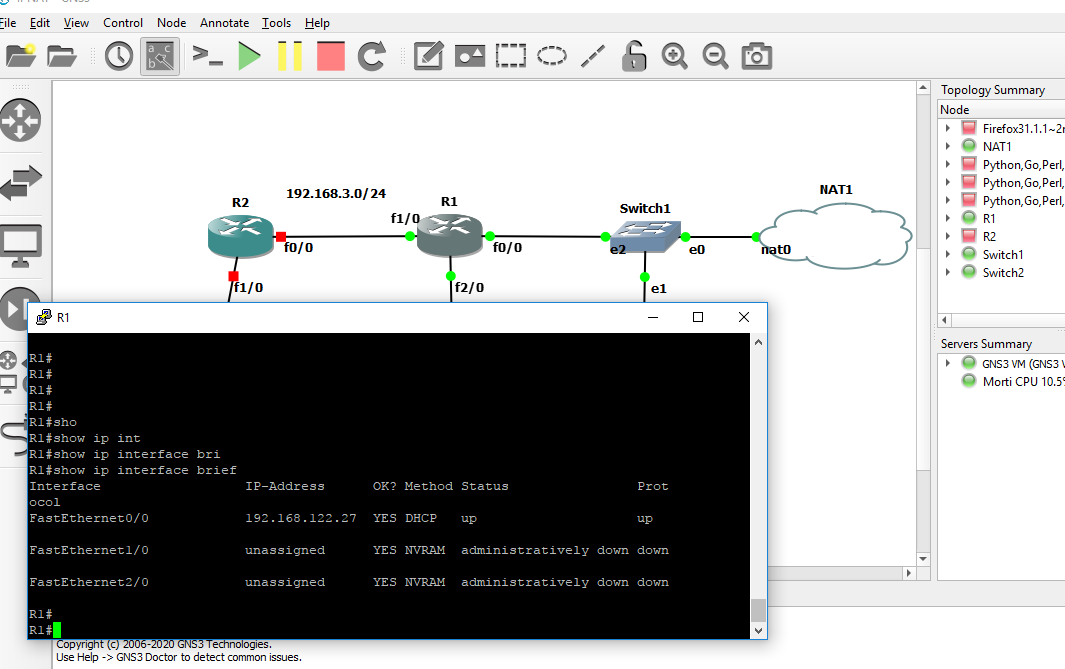 File Edit View Control Node Annotate Tools Help
Topology Summary
Node
Firefox31.1.1~2
NAT1
Python,Go,Perl,
Python,Go,Perl,
Python,Go,Perl,
R1
R2
Switch1
Switch2
192.168.3.0/24
R2
f0/0
f1/0
R1
f1/0
f0/0
f2/0
Switch1
e2
e0
e1
NAT1
nat0
Servers Summary
GNS3 VM (GNS3
Morti CPU 10.5%
R1
R1#
R1#
R1#
R1#
R1#sho
R1#show ip int
R1#show ip interface bri
R1#show ip interface brief
Interface IP-Address OK? Method Status Prot
ocol
FastEthernet0/0 192.168.122.27 YES DHCP up up
FastEthernet1/0 unassigned YES NVRAM administratively down down
FastEthernet2/0 unassigned YES NVRAM administratively down down
R1#
R1#
Copyright (c) 2006-2020 GNS3 Technologies.
Use Help -> GNS3 Doctor to detect common issues.